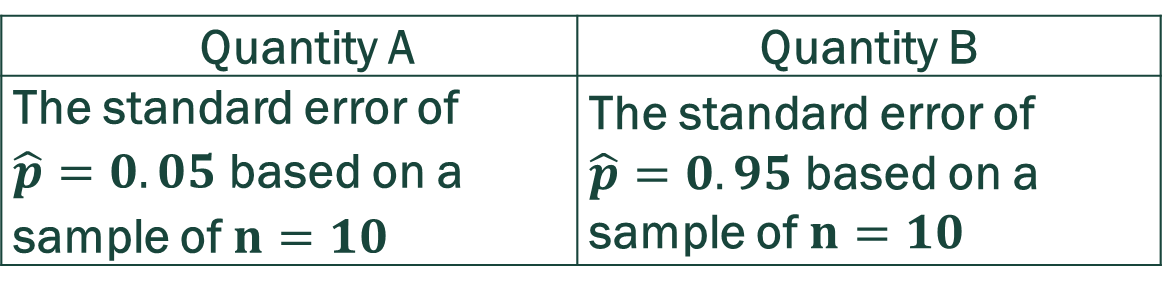 Quantity A
Quantity B
The standard error of
p̂ = 0.05 based on a
sample of n = 10
The standard error of
p̂ = 0.95 based on a
sample of n = 10